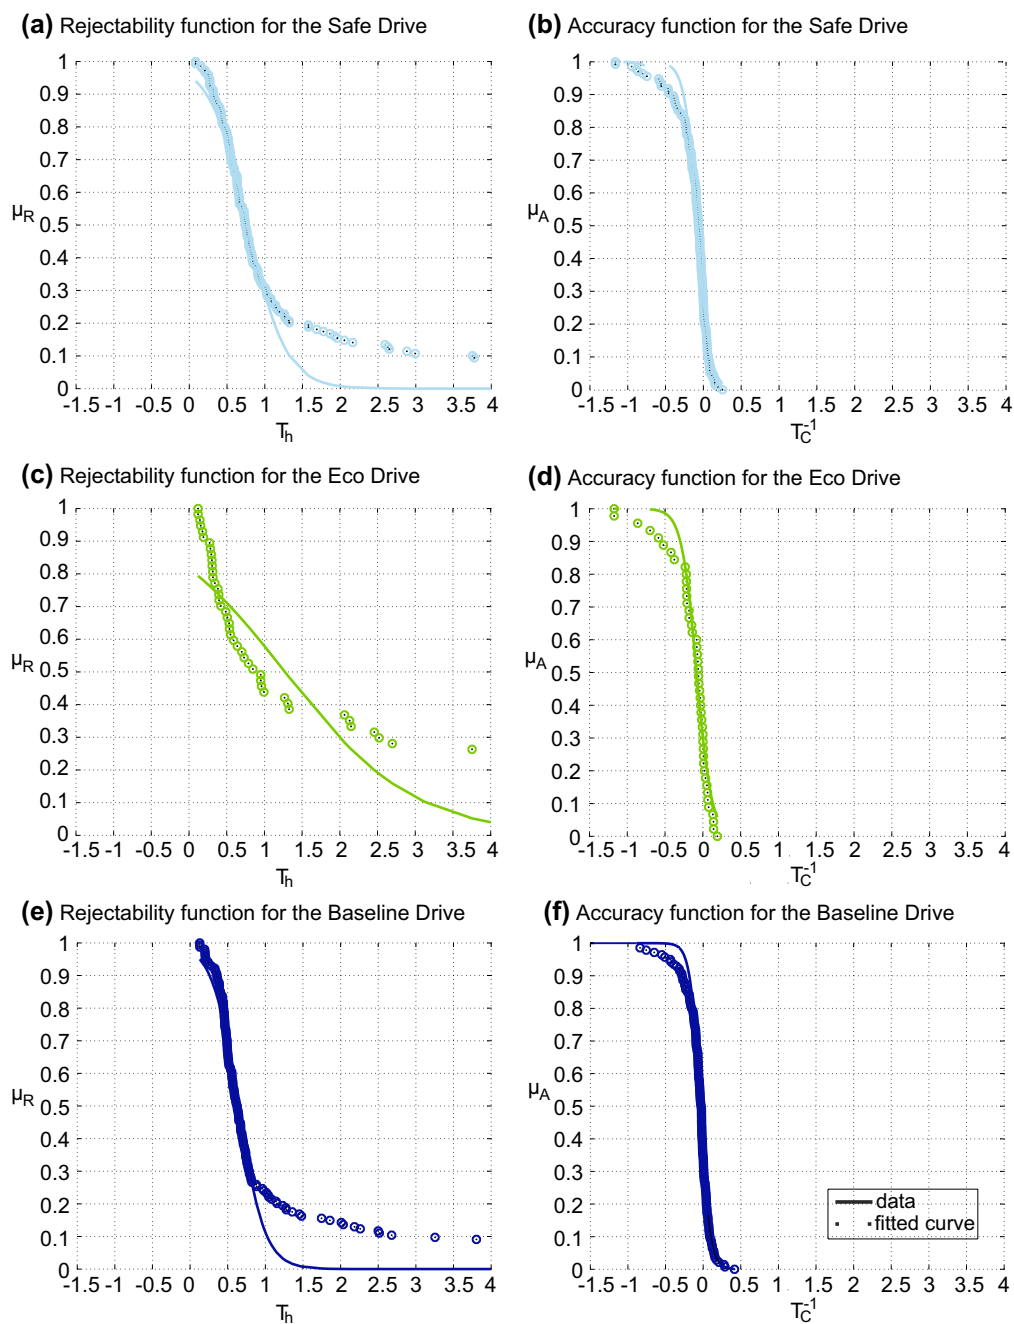 (a) Rejectability function for the Safe Drive
1
0.9
0.8
0.7
0.6
0.5
0.4
0.3
0.2
0.1
0
μR
-1.5 -1 -0.5 0 0.5 1 1.5 2 2.5 3 3.5 4
Th
(b) Accuracy function for the Safe Drive
1
0.9
0.8
0.7
0.6
0.5
0.4
0.3
0.2
0.1
0
μA
-1.5 -1 -0.5 0 0.5 1 1.5 2 2.5 3 3.5 4
TC-1
(c) Rejectability function for the Eco Drive
1
0.9
0.8
0.7
0.6
0.5
0.4
0.3
0.2
0.1
0
μR
-1.5 -1 -0.5 0 0.5 1 1.5 2 2.5 3 3.5 4
Th
(d) Accuracy function for the Eco Drive
1
0.9
0.8
0.7
0.6
0.5
0.4
0.3
0.2
0.1
0
μA
-1.5 -1 -0.5 0 0.5 1 1.5 2 2.5 3 3.5 4
TC-1
(e) Rejectability function for the Baseline Drive
1
0.9
0.8
0.7
0.6
0.5
0.4
0.3
0.2
0.1
0
μR
-1.5 -1 -0.5 0 0.5 1 1.5 2 2.5 3 3.5 4
Th
(f) Accuracy function for the Baseline Drive
1
0.9
0.8
0.7
0.6
0.5
0.4
0.3
0.2
0.1
0
μA
-1.5 -1 -0.5 0 0.5 1 1.5 2 2.5 3 3.5 4
TC-1
data
fitted curve